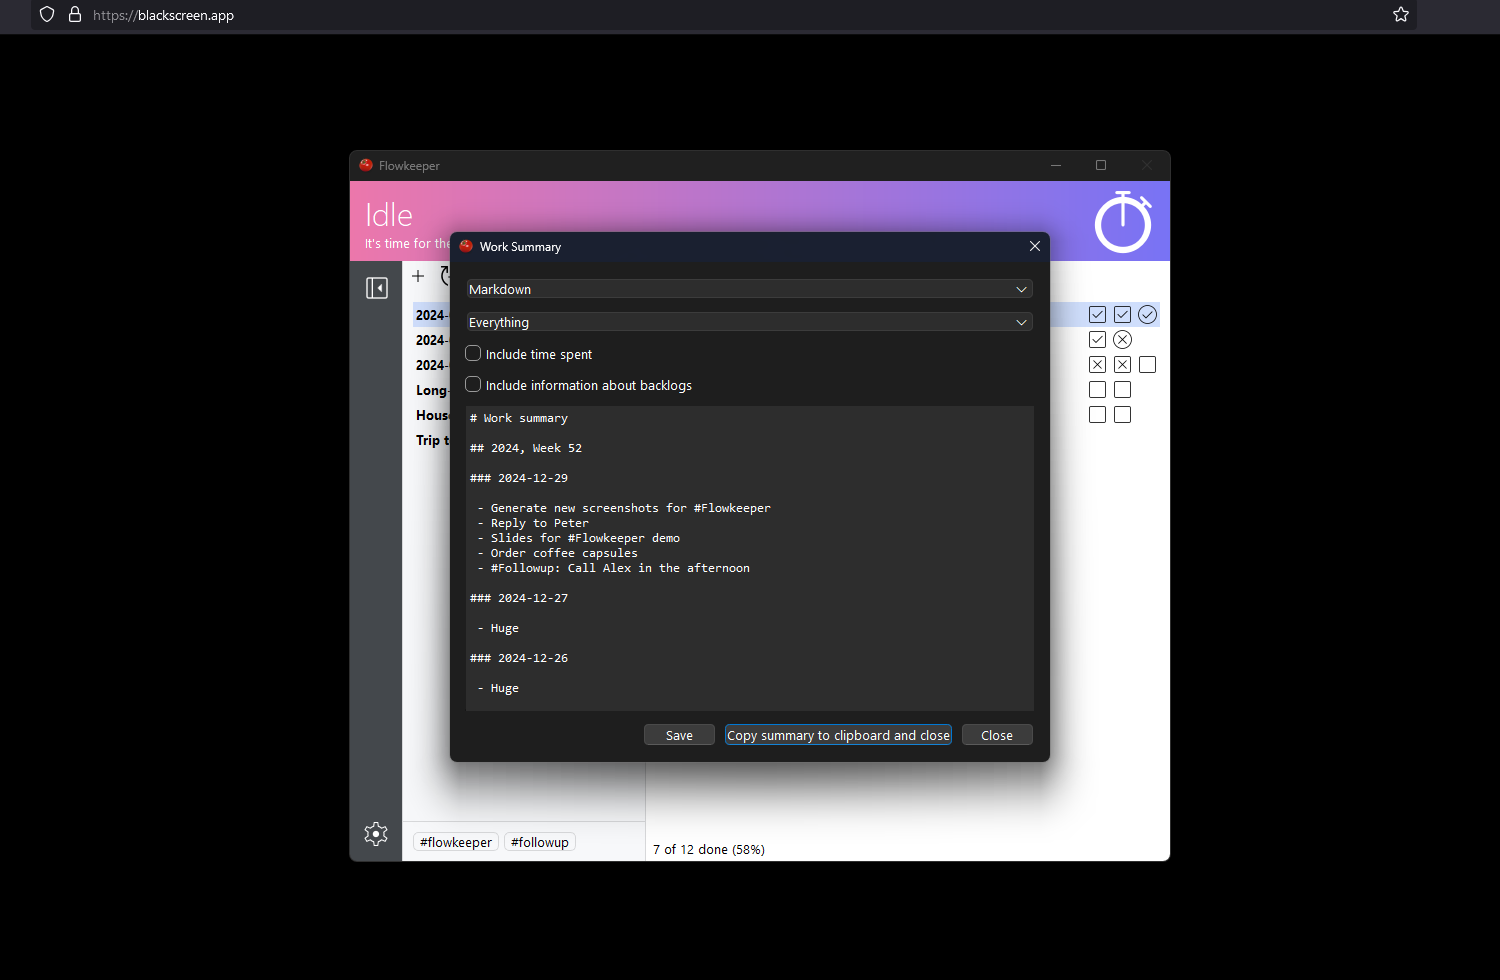 https://blackscreen.app
Flowkeeper
Idle
It's time for the
Work Summary
Markdown
2024-
Everything
2024-
Include time spent
2024-
Include information about backlogs
Long-
House
Trip t
# Work summary
## 2024, Week 52
### 2024-12-29
- Generate new screenshots for #Flowkeeper
- Reply to Peter
- Slides for #Flowkeeper demo
- Order coffee capsules
- #Followup: Call Alex in the afternoon
### 2024-12-27
- Huge
### 2024-12-26
- Huge
Save
Copy summary to clipboard and close
Close
#flowkeeper
#followup
7 of 12 done (58%)